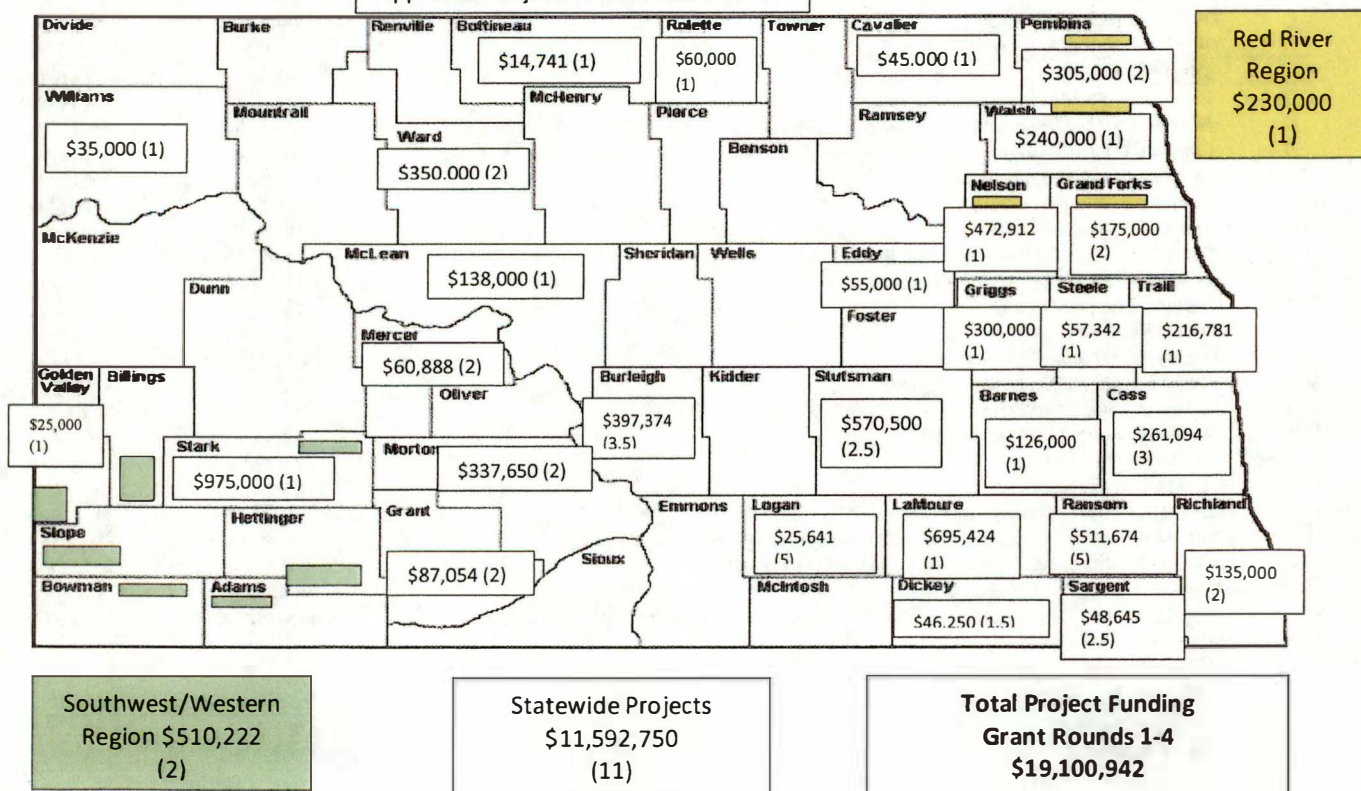 Divide
Burke
Renville
Bottineau
Rolette
Towner
Cavalier
Pembina
$14,741 (1)
$60,000
(1)
$45.000 (1)
$305,000 (2)
Red River
Region
$230,000
(1)
Williams
$35,000 (1)
Mountrail
Ward
$350.000 (2)
McHenry
Pierce
Benson
Ramsey
Walsh
$240,000 (1)
Nelson
$472,912
(1)
Grand Forks
$175,000
(2)
McKenzie
Dunn
McLean
$138,000 (1)
Sheridan
Wells
Eddy
$55,000 (1)
Foster
Griggs
$300,000
(1)
Steele
$57,342
(1)
Traill
$216,781
(1)
Mercer
$60,888 (2)
Oliver
Golden
Valley
$25,000
(1)
Billings
Stark
$975,000 (1)
Morton
$337,650 (2)
Burleigh
$397,374
(3.5)
Kidder
Stutsman
$570,500
(2.5)
Barnes
$126,000
(1)
Cass
$261,094
(3)
Slope
Hettinger
Grant
$87,054 (2)
Sioux
Emmons
Logan
$25,641
(5)
LaMoure
$695,424
(1)
Ransom
$511,674
(5)
Richland
$135,000
(2)
Bowman
Adams
McIntosh
Dickey
$46.250 (1.5)
Sargent
$48,645
(2.5)
Southwest/Western
Region $510,222
(2)
Statewide Projects
$11,592,750
(11)
Total Project Funding
Grant Rounds 1-4
$19,100,942